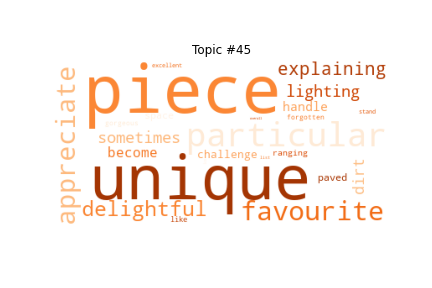 Topic #45
excellent
piece
explaining
lighting
appreciate
handle
stand
forgotten
particular
sometimes
become
challenge
ranging
unique
paved
dirt
delightful
favourite
like